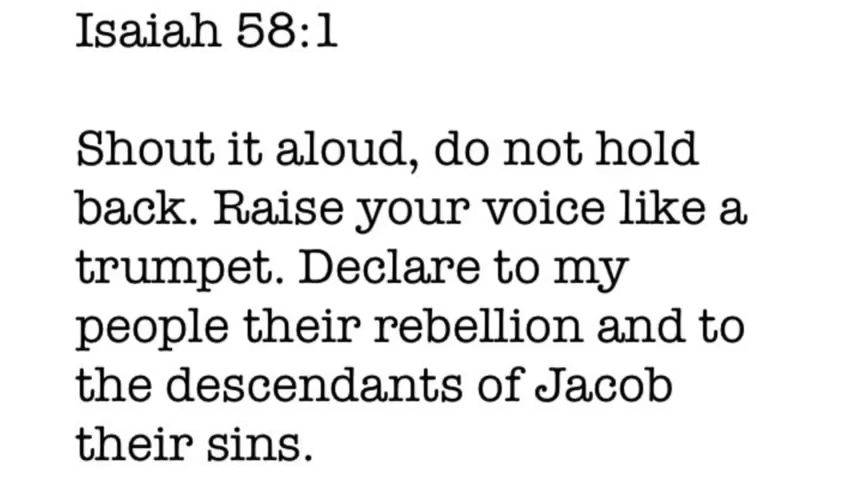 Isaiah 58:1
Shout it aloud, do not hold
back. Raise your voice like a
trumpet. Declare to my
people their rebellion and to
the descendants of Jacob
their sins.